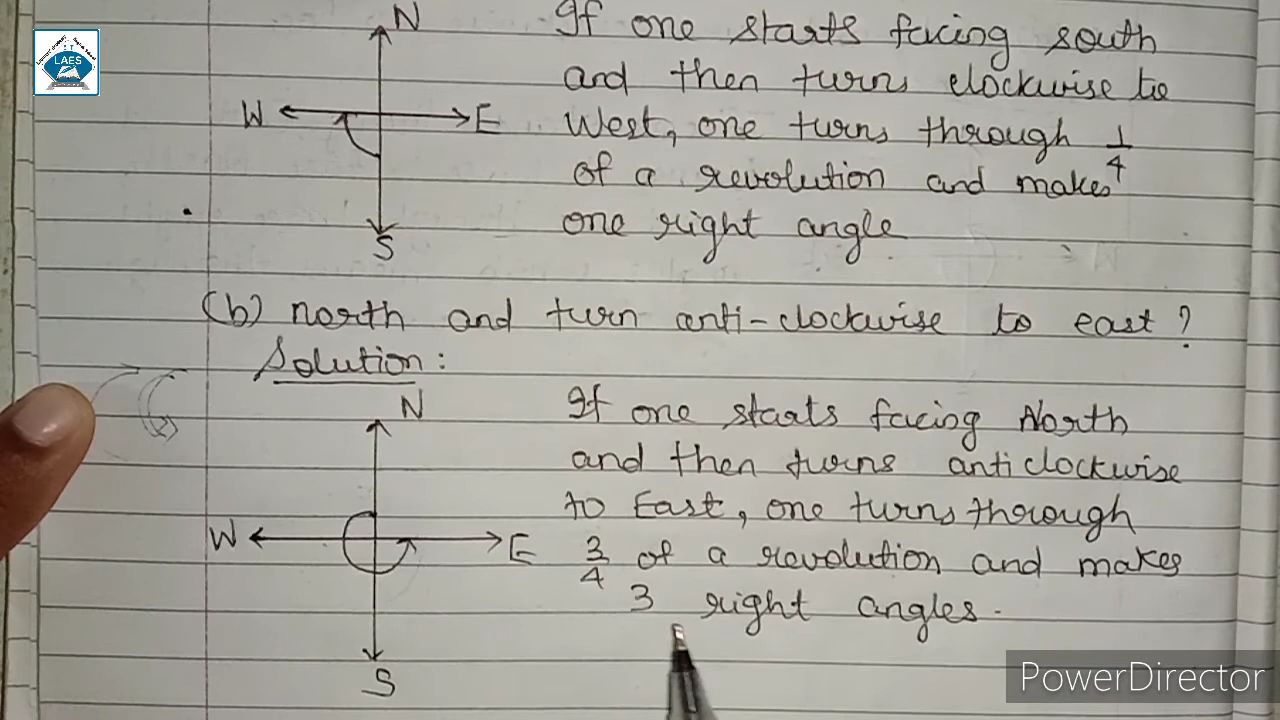 N
If one starts facing south
LAES
and then turns clockwise to
W E West, one turns through 1/4
of a revolution and makes
one right angle
S
(b) north and turn anti-clockwise to east?
Solution:
N
If one starts facing North
and then turns anticlockwise
to East, one turns through
W E 3/4 of a revolution and makes
3 right angles.
S
PowerDirector